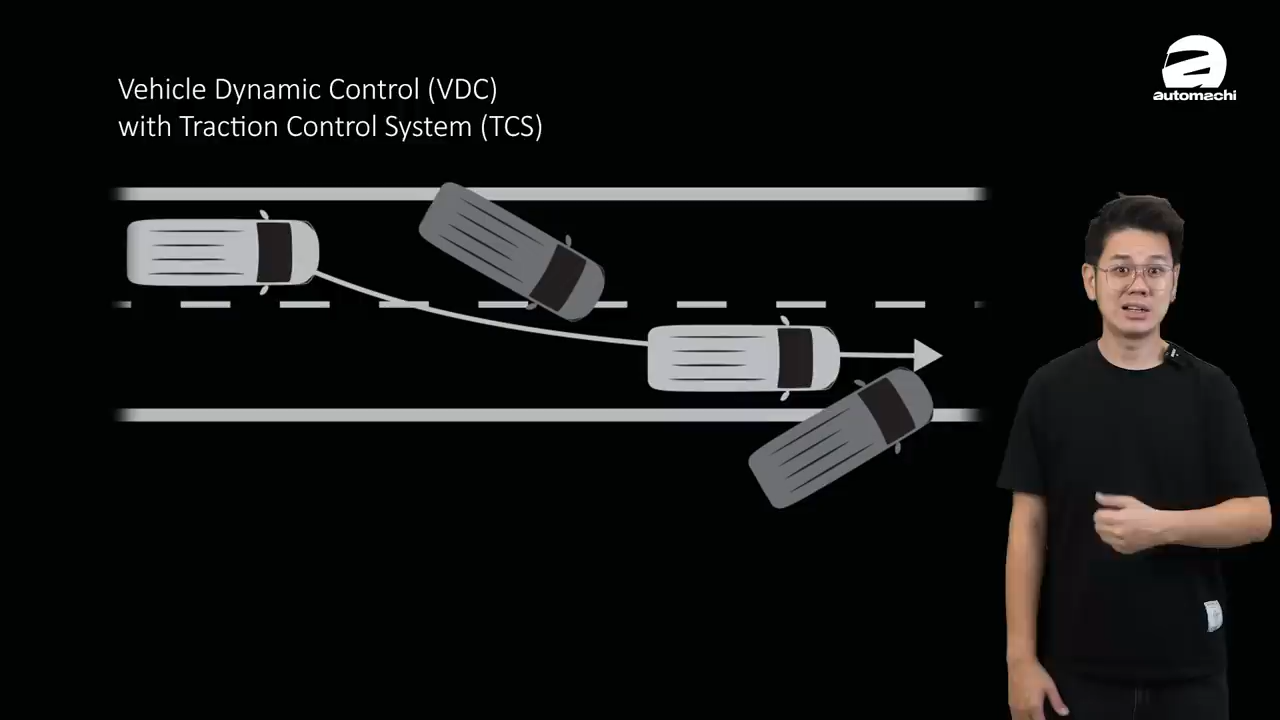 Vehicle Dynamic Control (VDC)
with Traction Control System (TCS)
automachi